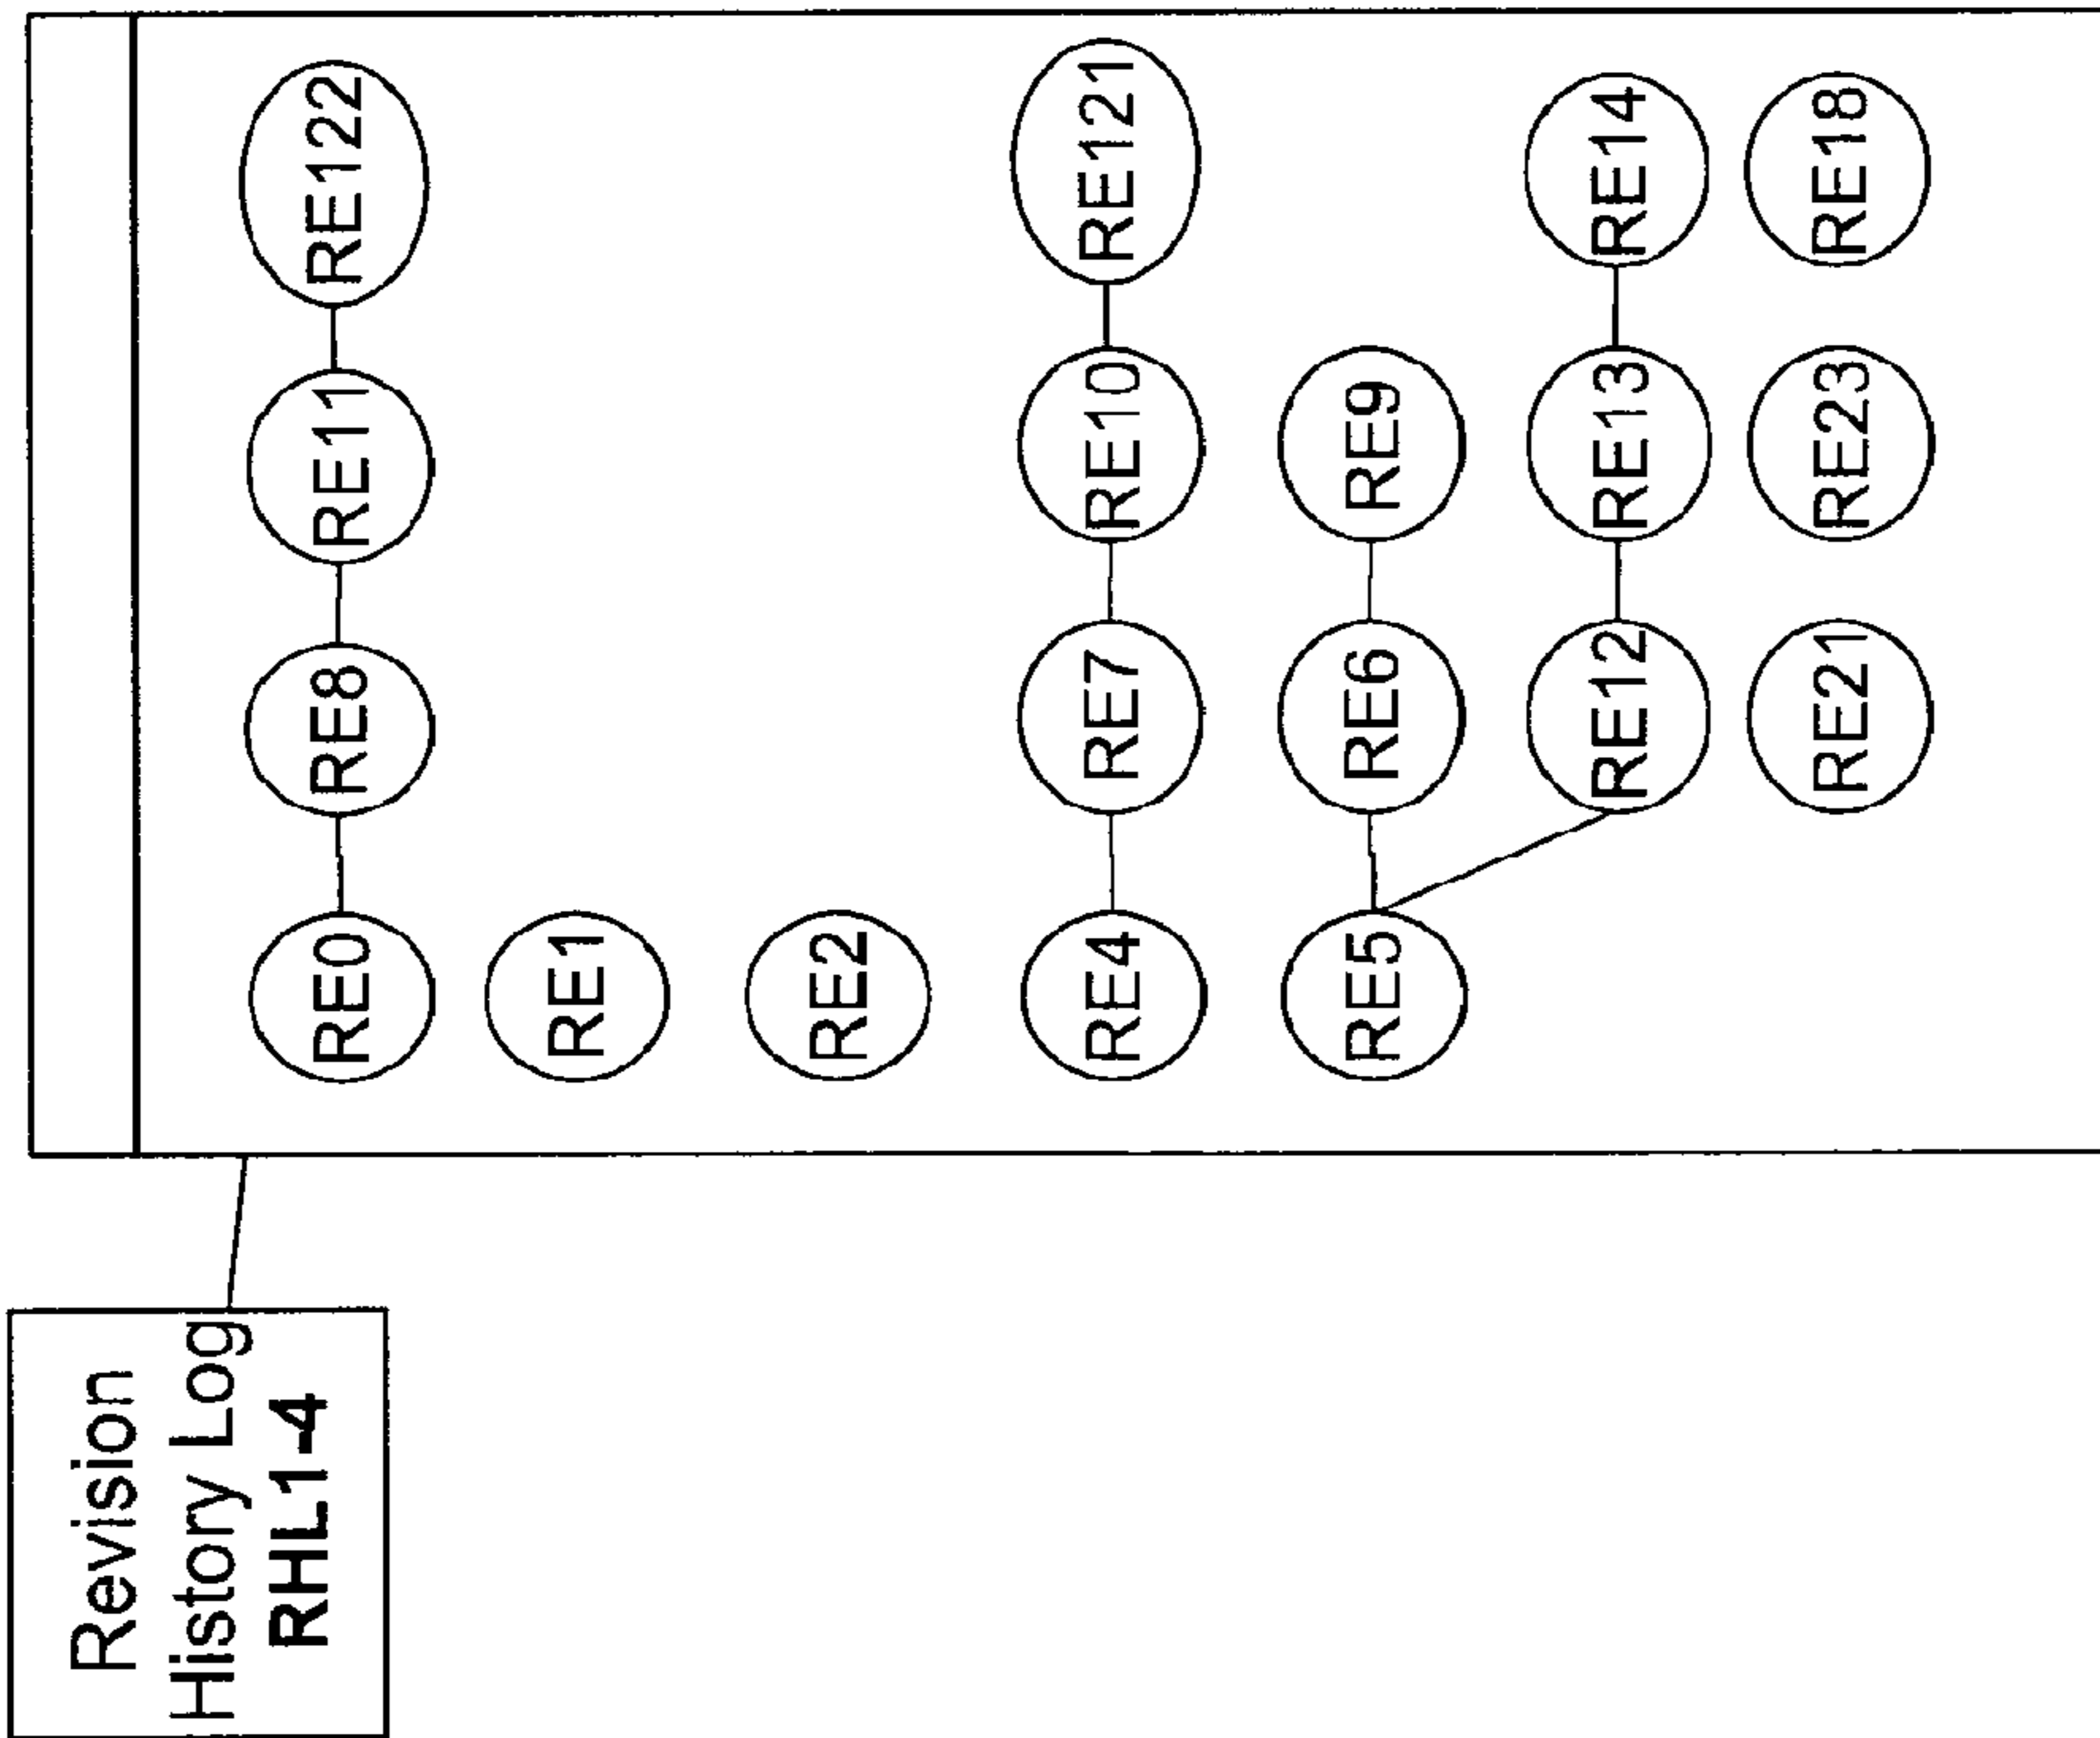 Revision
History Log
RHL1-4
RE0
RE8
RE11
RE122
RE1
RE2
RE4
RE7
RE10
RE121
RE5
RE6
RE9
RE12
RE13
RE14
RE21
RE23
RE18